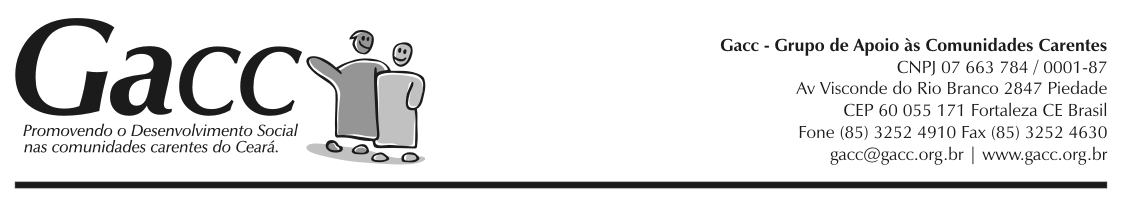 Gacc
Promovendo o Desenvolvimento Social
nas comunidades carentes do Ceará.
Gacc - Grupo de Apoio às Comunidades Carentes
CNPJ 07 663 784 / 0001-87
Av Visconde do Rio Branco 2847 Piedade
CEP 60 055 171 Fortaleza CE Brasil
Fone (85) 3252 4910 Fax (85) 3252 4630
gacc@gacc.org.br | www.gacc.org.br